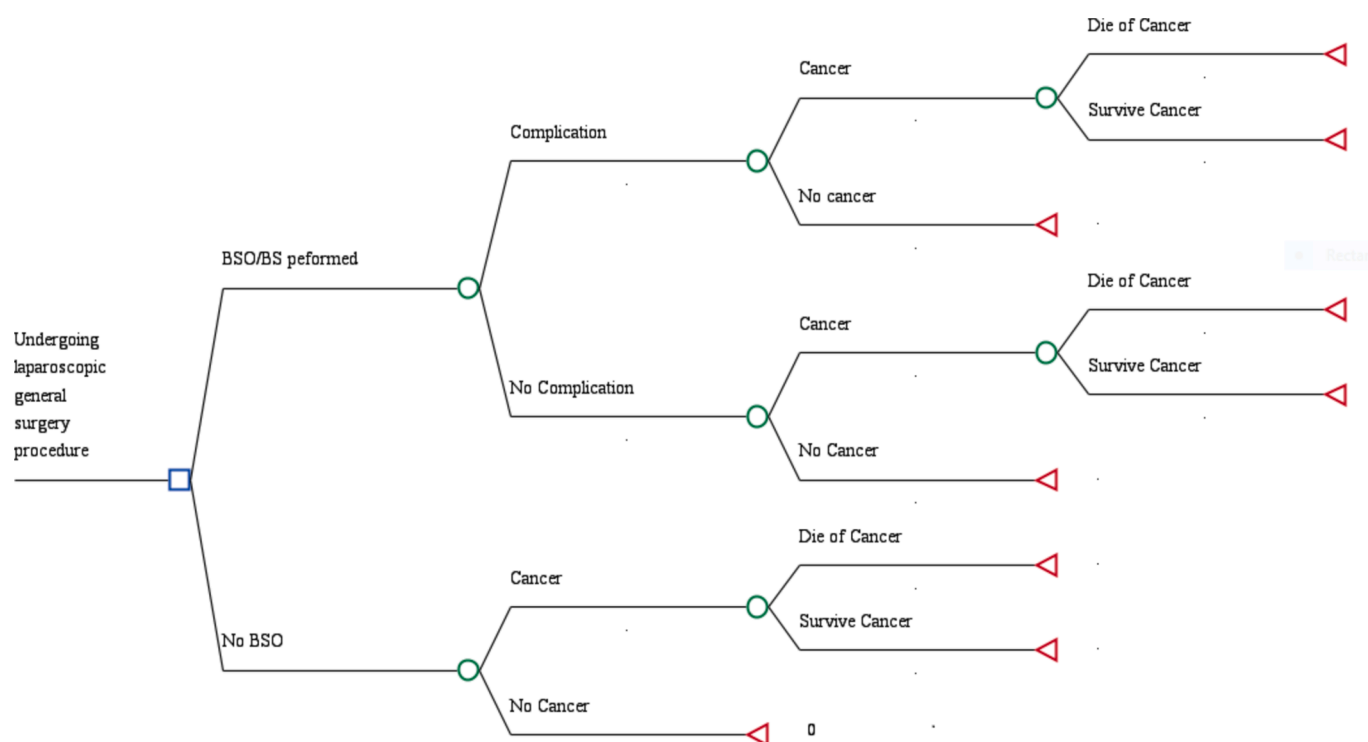 Die of Cancer
Cancer
Survive Cancer
Complication
No cancer
BSO/BS peformed
Die of Cancer
Cancer
Survive Cancer
No Complication
No Cancer
Undergoing
laparoscopic
general
surgery
procedure
Die of Cancer
Cancer
Survive Cancer
No BSO
No Cancer
0